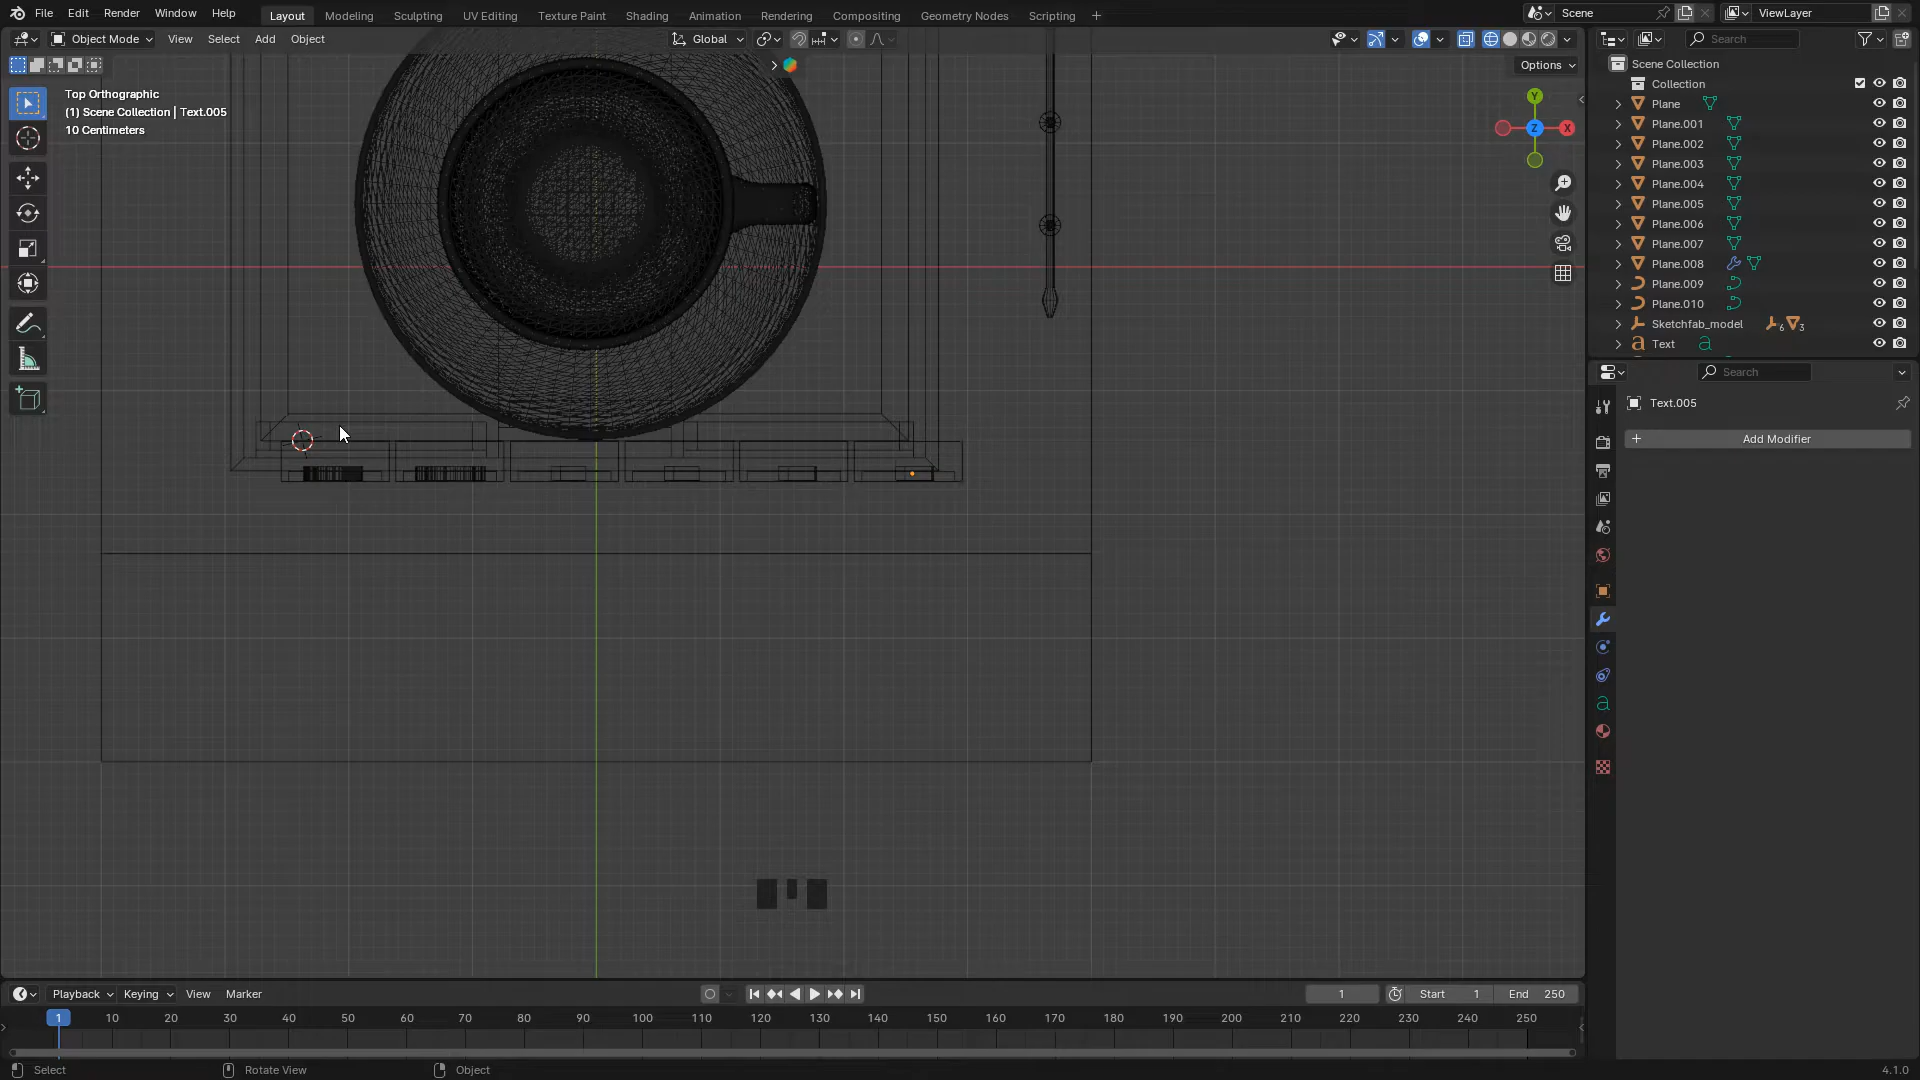 File Edit Render Window Help Layout Modeling Sculpting UV Editing Texture Paint Shading Animation Rendering Compositing Geometry Nodes Scripting + Scene ViewLayer
Object Mode View Select Add Object Global Search
Options
Top Orthographic
(1) Scene Collection | Text.005
10 Centimeters
Y
X
Z
Scene Collection
Collection
Plane
Plane.001
Plane.002
Plane.003
Plane.004
Plane.005
Plane.006
Plane.007
Plane.008
Plane.009
Plane.010
Sketchfab_model 6 3
Text
Search
Text.005
+ Add Modifier
Playback Keying View Marker 1 Start 1 End 250
1 10 20 30 40 50 60 70 80 90 100 110 120 130 140 150 160 170 180 190 200 210 220 230 240 250
Select Rotate View Object 4.1.0